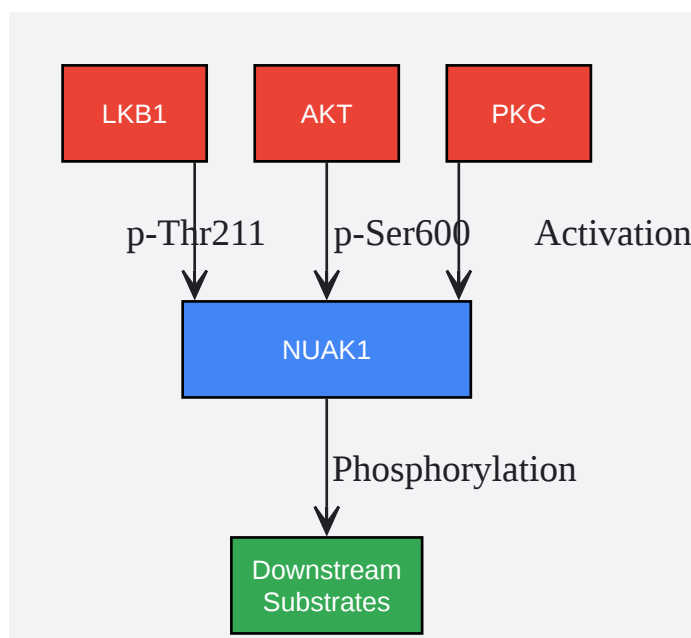 LKB1
AKT
PKC
p-Thr211
p-Ser600
Activation
NUAK1
Phosphorylation
Downstream
Substrates